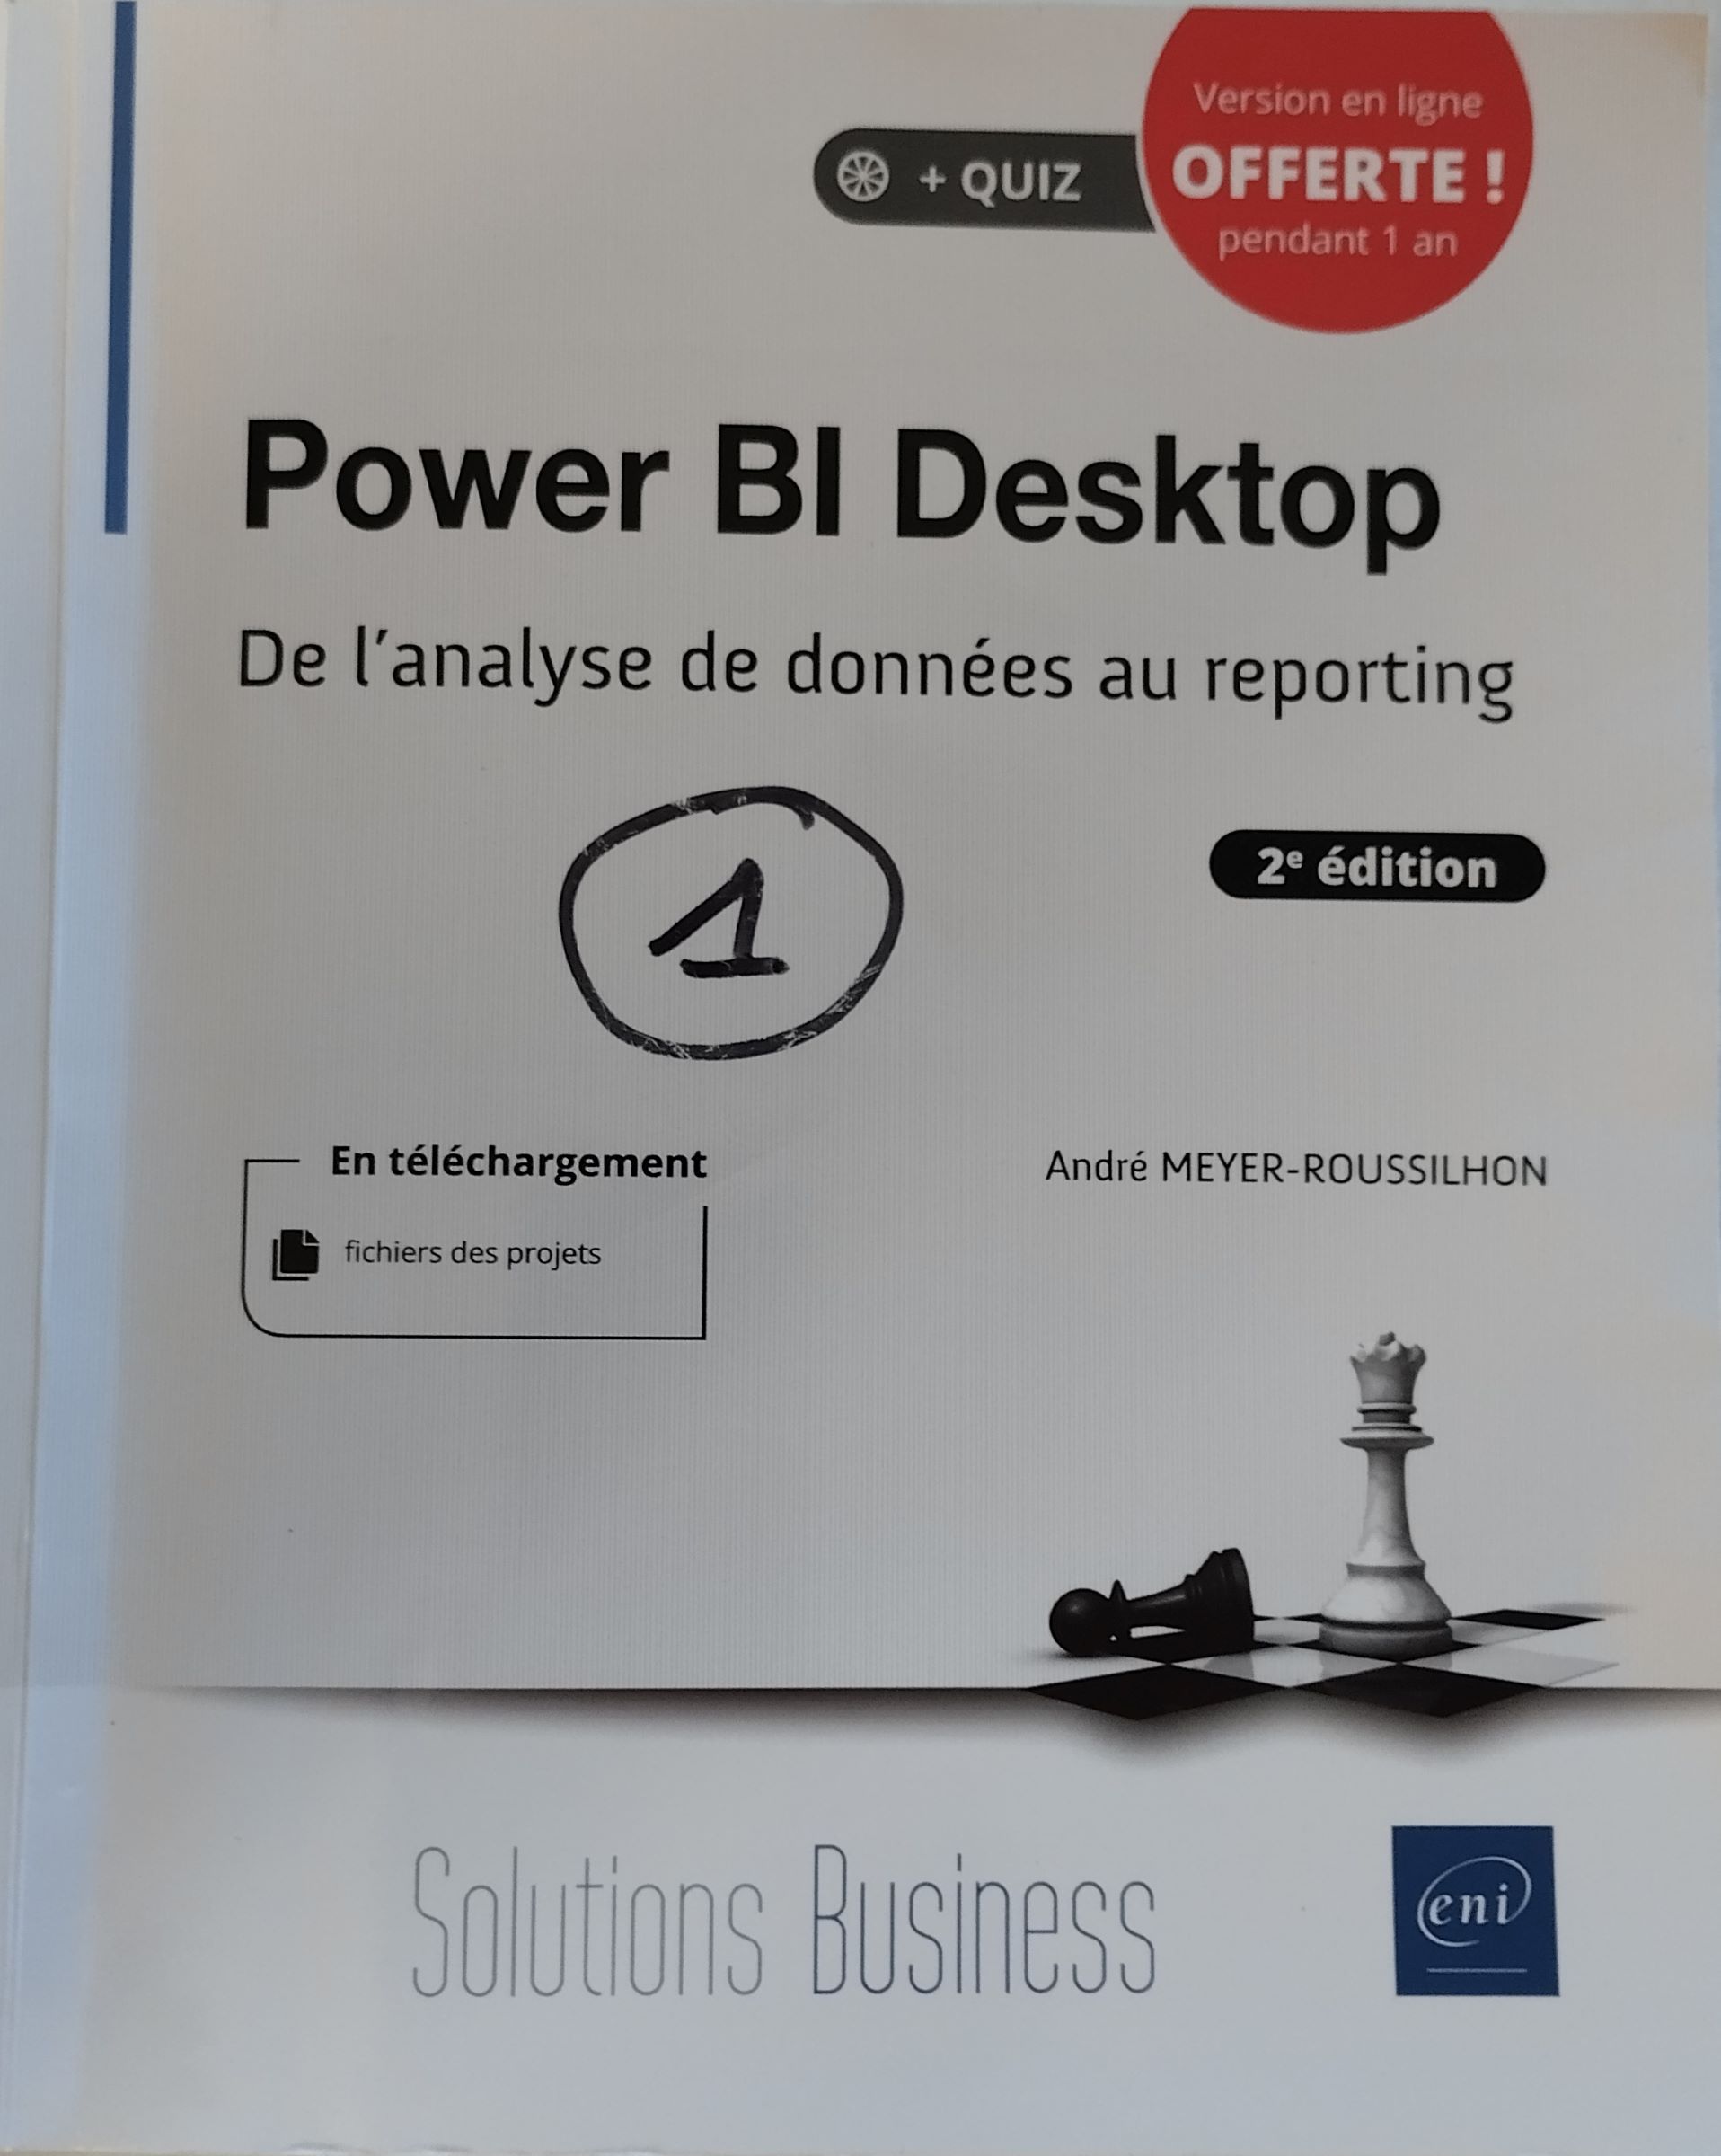 Version en ligne
+ QUIZ
OFFERTE !
pendant 1 an
Power BI Desktop
De l'analyse de données au reporting
1
2e édition
En téléchargement
fichiers des projets
André MEYER-ROUSSILHON
Solutions Business
eni